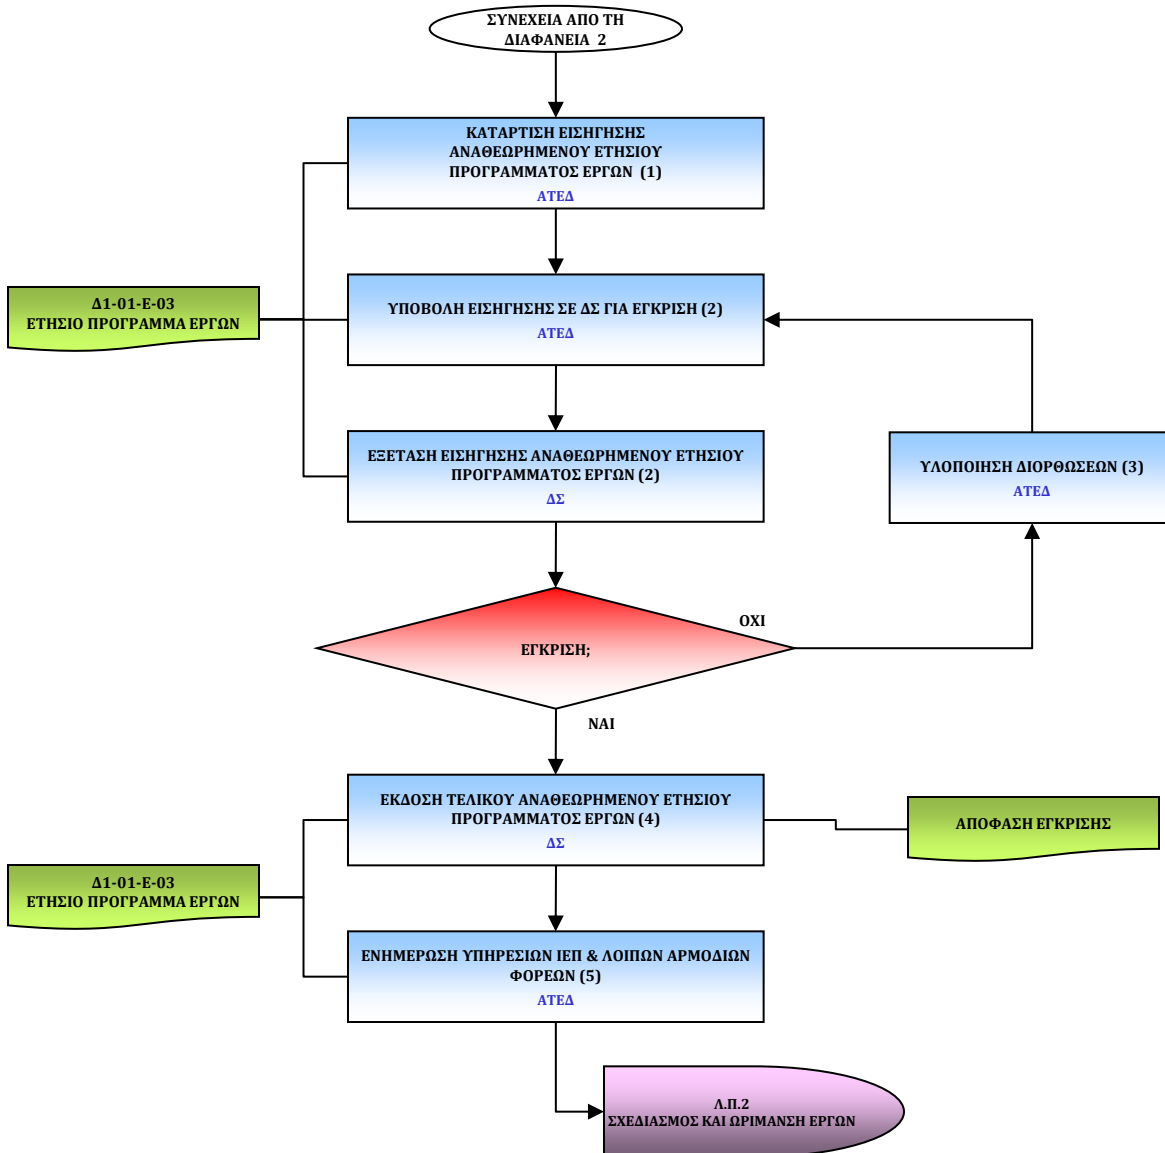 ΣΥΝΕΧΕΙΑ ΑΠΟ ΤΗ
ΔΙΑΦΑΝΕΙΑ 2
ΚΑΤΑΡΤΙΣΗ ΕΙΣΗΓΗΣΗΣ
ΑΝΑΘΕΩΡΗΜΕΝΟΥ ΕΤΗΣΙΟΥ
ΠΡΟΓΡΑΜΜΑΤΟΣ ΕΡΓΩΝ (1)
ΑΤΕΔ
Δ1-01-Ε-03
ΕΤΗΣΙΟ ΠΡΟΓΡΑΜΜΑ ΕΡΓΩΝ
ΥΠΟΒΟΛΗ ΕΙΣΗΓΗΣΗΣ ΣΕ ΔΣ ΓΙΑ ΕΓΚΡΙΣΗ (2)
ΑΤΕΔ
ΕΞΕΤΑΣΗ ΕΙΣΗΓΗΣΗΣ ΑΝΑΘΕΩΡΗΜΕΝΟΥ ΕΤΗΣΙΟΥ
ΠΡΟΓΡΑΜΜΑΤΟΣ ΕΡΓΩΝ (2)
ΔΣ
ΥΛΟΠΟΙΗΣΗ ΔΙΟΡΘΩΣΕΩΝ (3)
ΑΤΕΔ
ΕΓΚΡΙΣΗ;
ΟΧΙ
ΝΑΙ
ΕΚΔΟΣΗ ΤΕΛΙΚΟΥ ΑΝΑΘΕΩΡΗΜΕΝΟΥ ΕΤΗΣΙΟΥ
ΠΡΟΓΡΑΜΜΑΤΟΣ ΕΡΓΩΝ (4)
ΔΣ
ΑΠΟΦΑΣΗ ΕΓΚΡΙΣΗΣ
Δ1-01-Ε-03
ΕΤΗΣΙΟ ΠΡΟΓΡΑΜΜΑ ΕΡΓΩΝ
ΕΝΗΜΕΡΩΣΗ ΥΠΗΡΕΣΙΩΝ ΙΕΠ & ΛΟΙΠΩΝ ΑΡΜΟΔΙΩΝ
ΦΟΡΕΩΝ (5)
ΑΤΕΔ
Λ.Π.2
ΣΧΕΔΙΑΣΜΟΣ ΚΑΙ ΩΡΙΜΑΝΣΗ ΕΡΓΩΝ